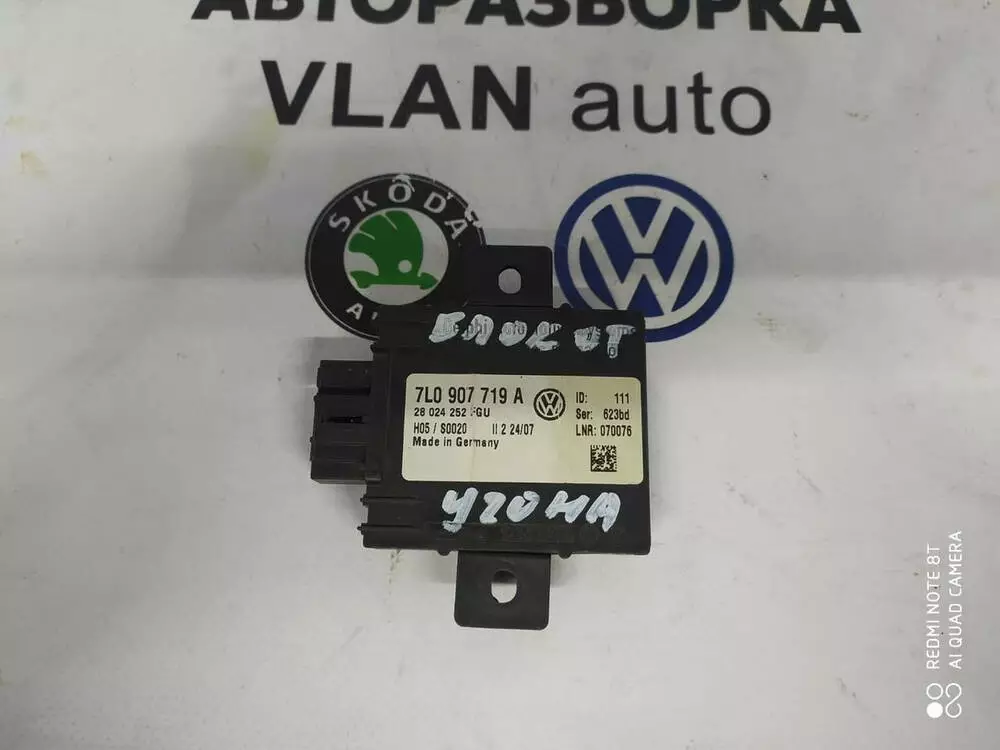 АВТОРАЗБОРКА
VLAN auto
ŠKODA
БЛОК ОТ
7L0 907 719 A
28 024 252 FGU
H05 / S0020 II 2 24/07
Made in Germany
ID: 111
Ser: 623bd
LNR: 070076
УГОНА
REDMI NOTE 8T
AI QUAD CAMERA